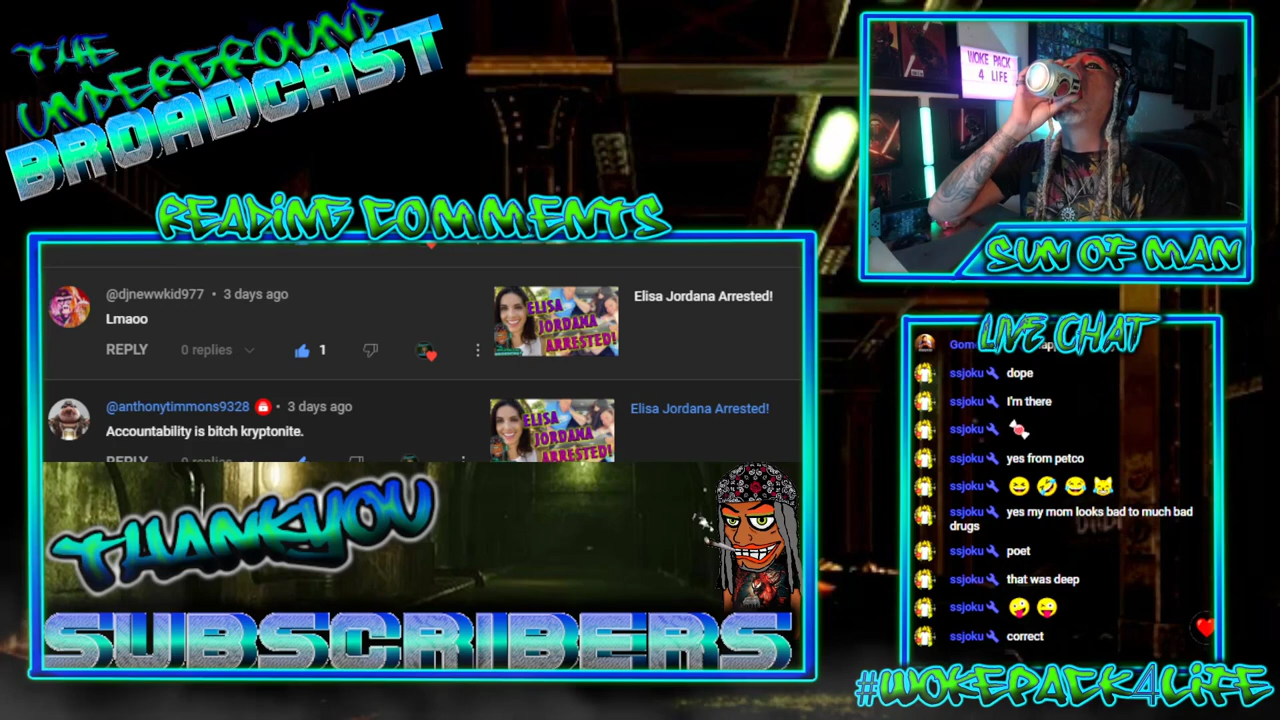 THE
UNDERGROUND
BROADCAST
READING COMMENTS
@djnewwkid977 • 3 days ago
Lmaoo
REPLY 0 replies 1
ELISA
JORDANA
ARRESTED!
Elisa Jordana Arrested!
@anthonytimmons9328 • 3 days ago
Accountability is bitch kryptonite.
REPLY 0 replies
ELISA
JORDANA
ARRESTED!
Elisa Jordana Arrested!
THANKYOU
SUBSCRIBERS
WOKE PACK
4 LIFE
SUN OF MAN
LIVE CHAT
ssjoku dope
ssjoku I'm there
ssjoku 🍬
ssjoku yes from petco
ssjoku 😆 🤣 😂 😹
ssjoku yes my mom looks bad to much bad
drugs
ssjoku poet
ssjoku that was deep
ssjoku 🤪 😜
ssjoku correct
#WOKEPACK4LIFE